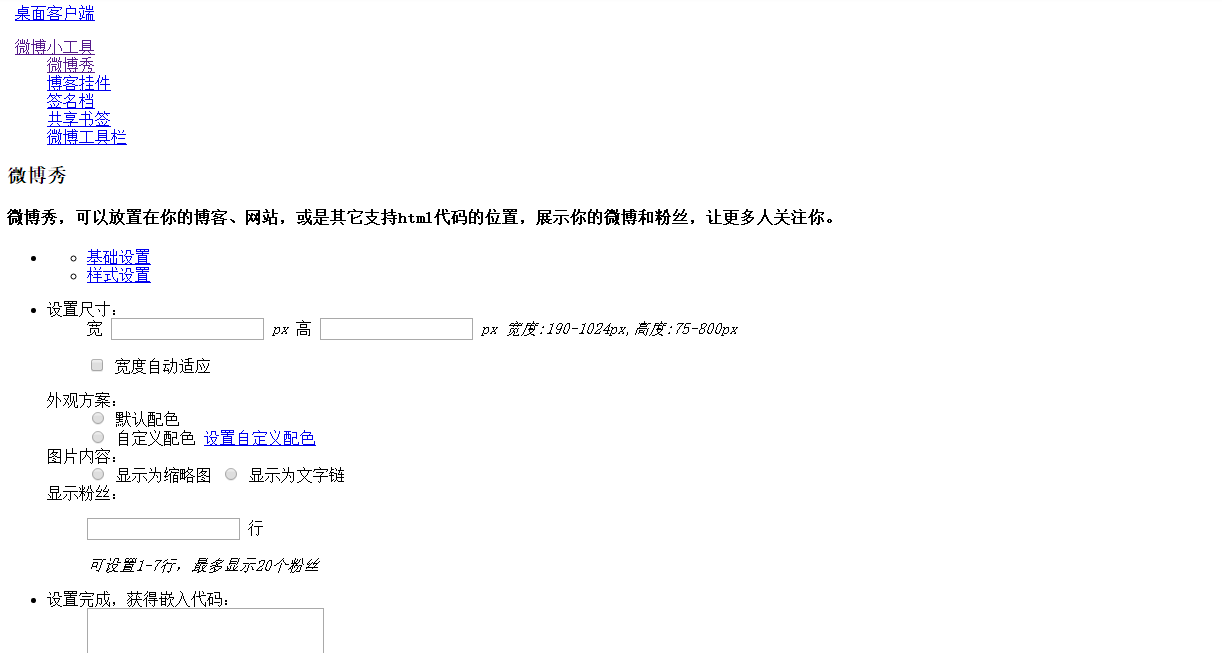 桌面客户端
微博小工具
微博秀
博客挂件
签名档
共享书签
微博工具栏
微博秀
微博秀，可以放置在你的博客、网站，或是其它支持html代码的位置，展示你的微博和粉丝，让更多人关注你。
基础设置
样式设置
设置尺寸：
宽 px 高 px 宽度:190-1024px,高度:75-800px
宽度自动适应
外观方案：
默认配色
自定义配色 设置自定义配色
图片内容：
显示为缩略图 显示为文字链
显示粉丝：
行
可设置1-7行，最多显示20个粉丝
设置完成，获得嵌入代码：